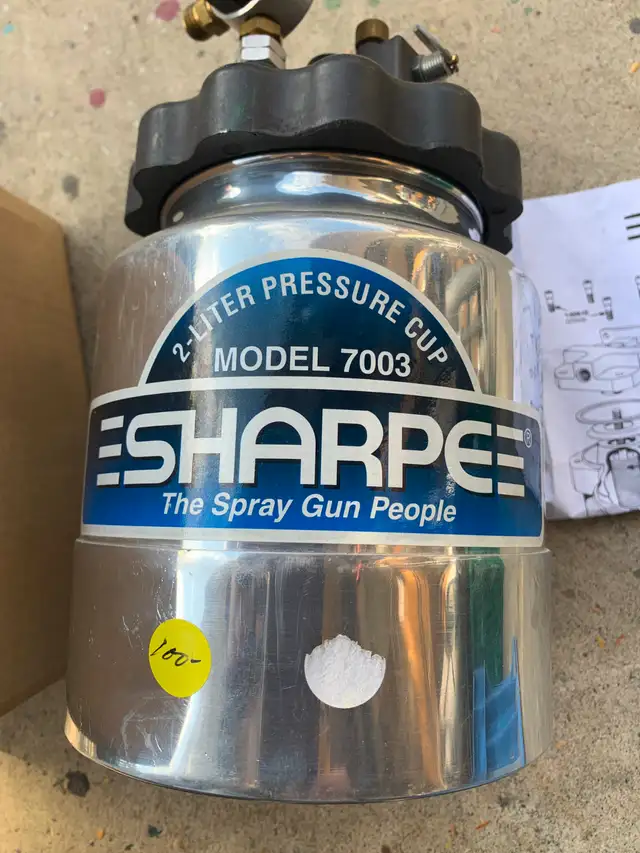 2-LITER PRESSURE CUP
MODEL 7003
SHARPE®
The Spray Gun People
100-